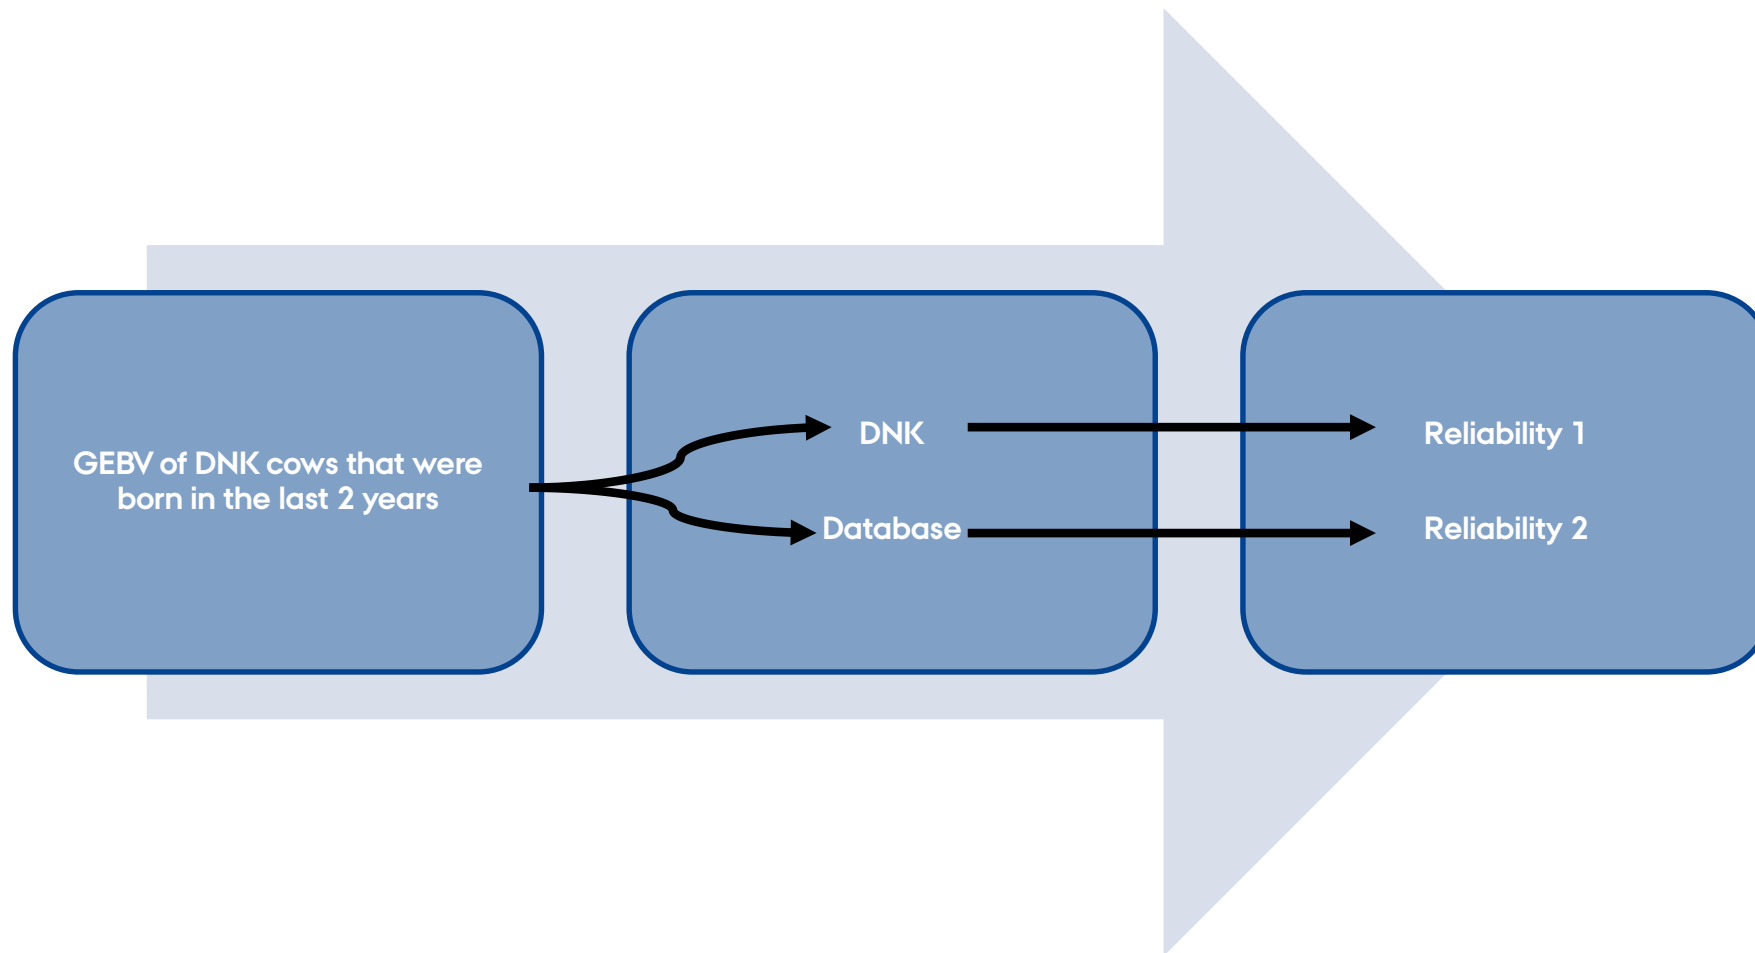 GEBV of DNK cows that were
born in the last 2 years
DNK
Database
Reliability 1
Reliability 2